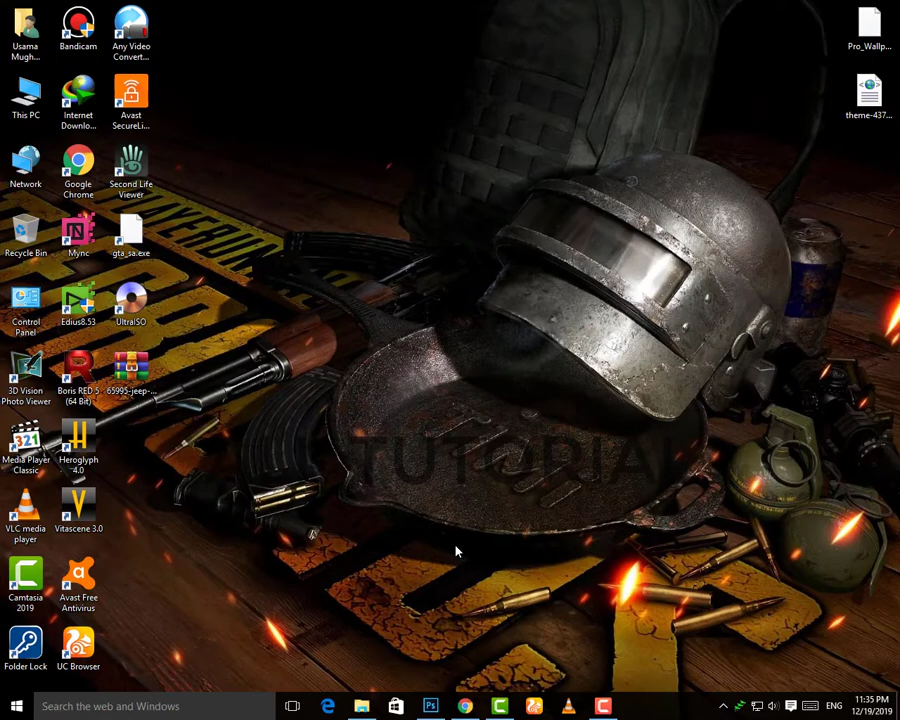 Usama Mugh...
Bandicam
Any Video Convert...
Pro_Wallp...
This PC
Internet Downlo...
Avast SecureLi...
theme-437...
Network
Google Chrome
Second Life Viewer
Recycle Bin
Mync
gta_sa.exe
Control Panel
Edius8.53
UltraISO
3D Vision Photo Viewer
Boris RED 5 (64 Bit)
65995-jeep-...
321
Media Player Classic
Heroglyph 4.0
TUTORIAL
VLC media player
Vitascene 3.0
Camtasia 2019
Avast Free Antivirus
Folder Lock
UC Browser
Search the web and Windows
Ps
ENG
11:35 PM
12/19/2019